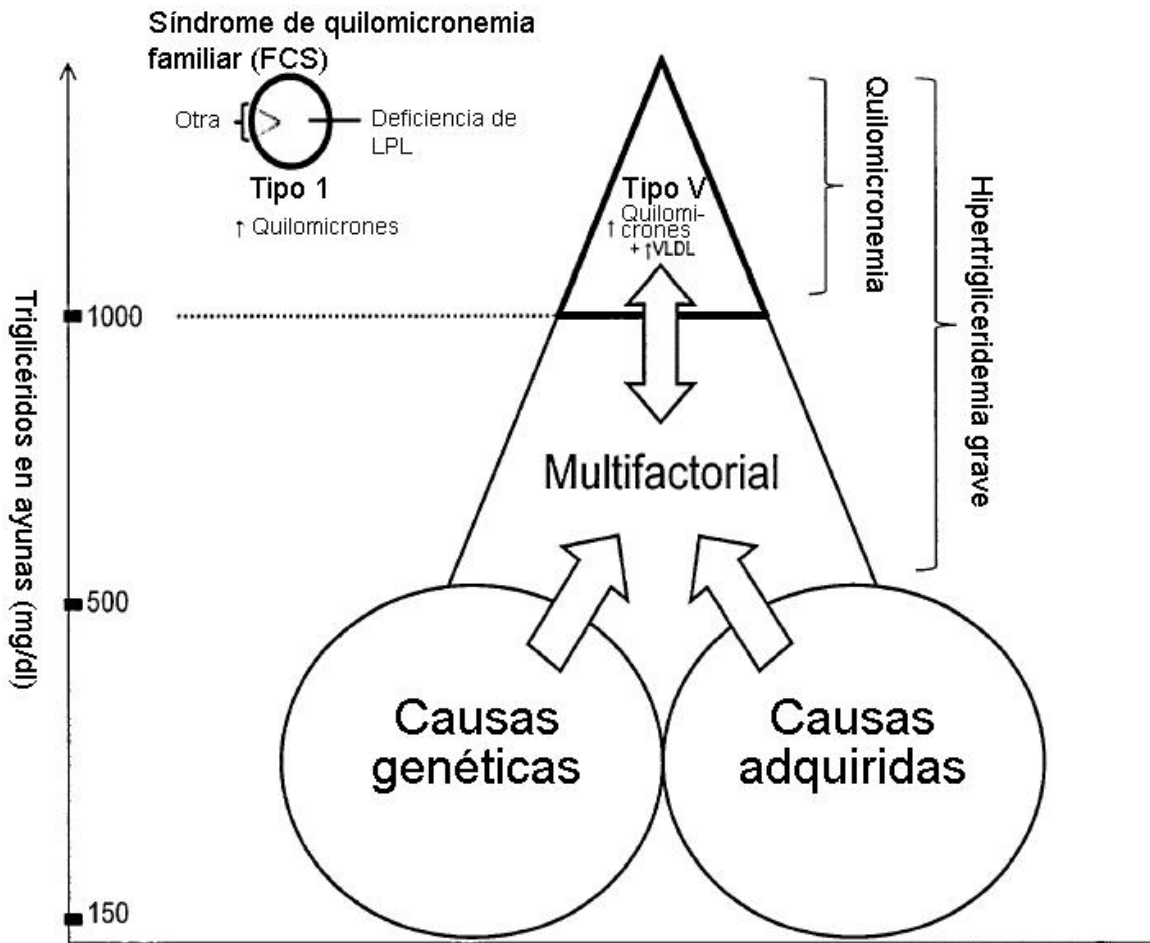 Síndrome de quilomicronemia
familiar (FCS)
Otra
Deficiencia de
LPL
Tipo 1
↑ Quilomicrones
Tipo V
Quilomi-
↑ crones
+ ↑VLDL
Quilomicronemia
Hipertrigliceridemia grave
Triglicéridos en ayunas (mg/dl)
1000
Multifactorial
500
Causas
genéticas
Causas
adquiridas
150